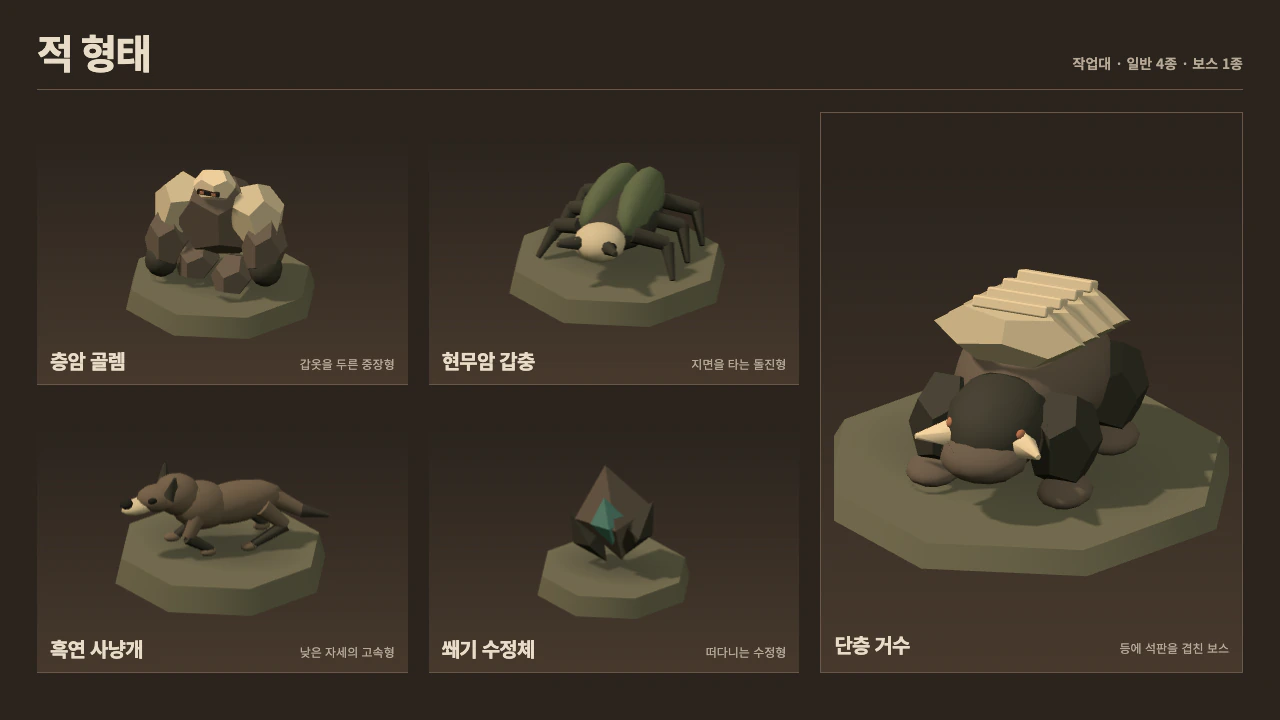 적 형태
작업대 · 일반 4종 · 보스 1종
층암 골렘
갑옷을 두른 중장형
현무암 갑충
지면을 타는 돌진형
흑연 사냥개
낮은 자세의 고속형
쐐기 수정체
떠다니는 수정형
단층 거수
등에 석판을 겹친 보스